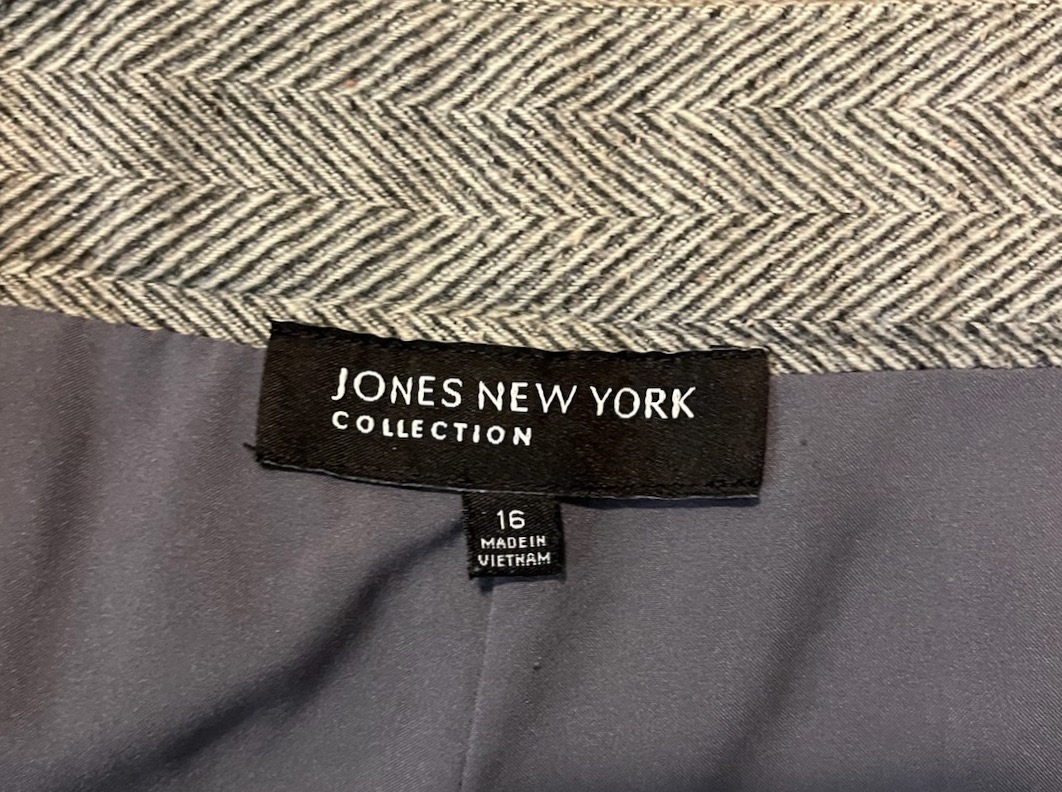 JONES NEW YORK
COLLECTION
16
MADE IN
VIETNAM